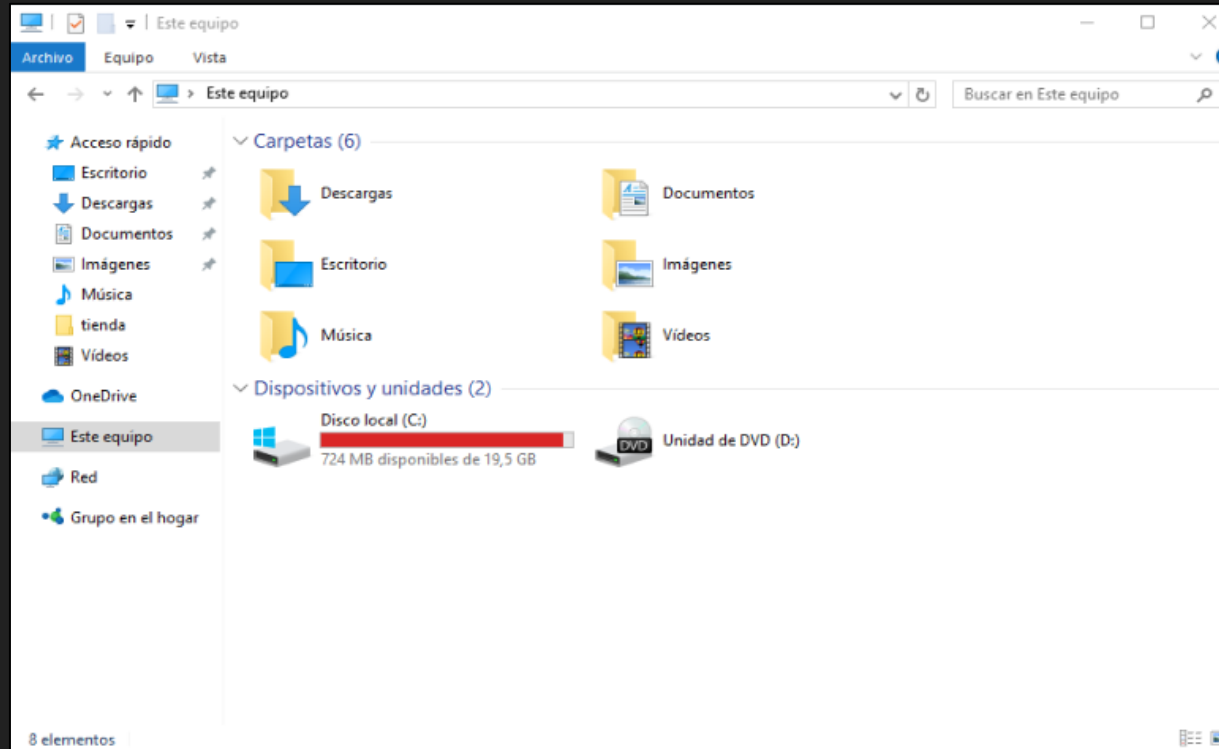 Este equipo
Archivo Equipo Vista
Este equipo
Buscar en Este equipo
Acceso rápido
Escritorio
Descargas
Documentos
Imágenes
Música
tienda
Vídeos
OneDrive
Este equipo
Red
Grupo en el hogar
Carpetas (6)
Descargas
Documentos
Escritorio
Imágenes
Música
Vídeos
Dispositivos y unidades (2)
Disco local (C:)
724 MB disponibles de 19,5 GB
DVD
Unidad de DVD (D:)
8 elementos